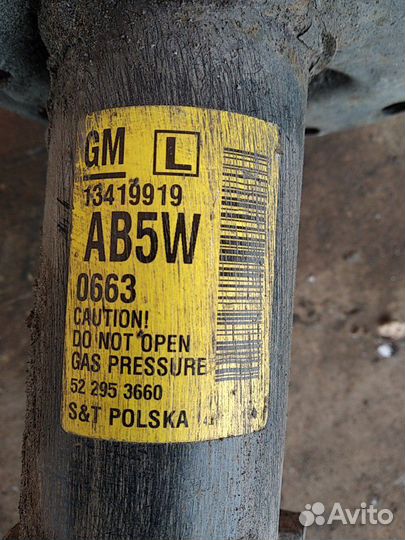 GM L
13419919
AB5W
0663
CAUTION!
DO NOT OPEN
GAS PRESSURE
52 295 3660
S&T POLSKA
Avito